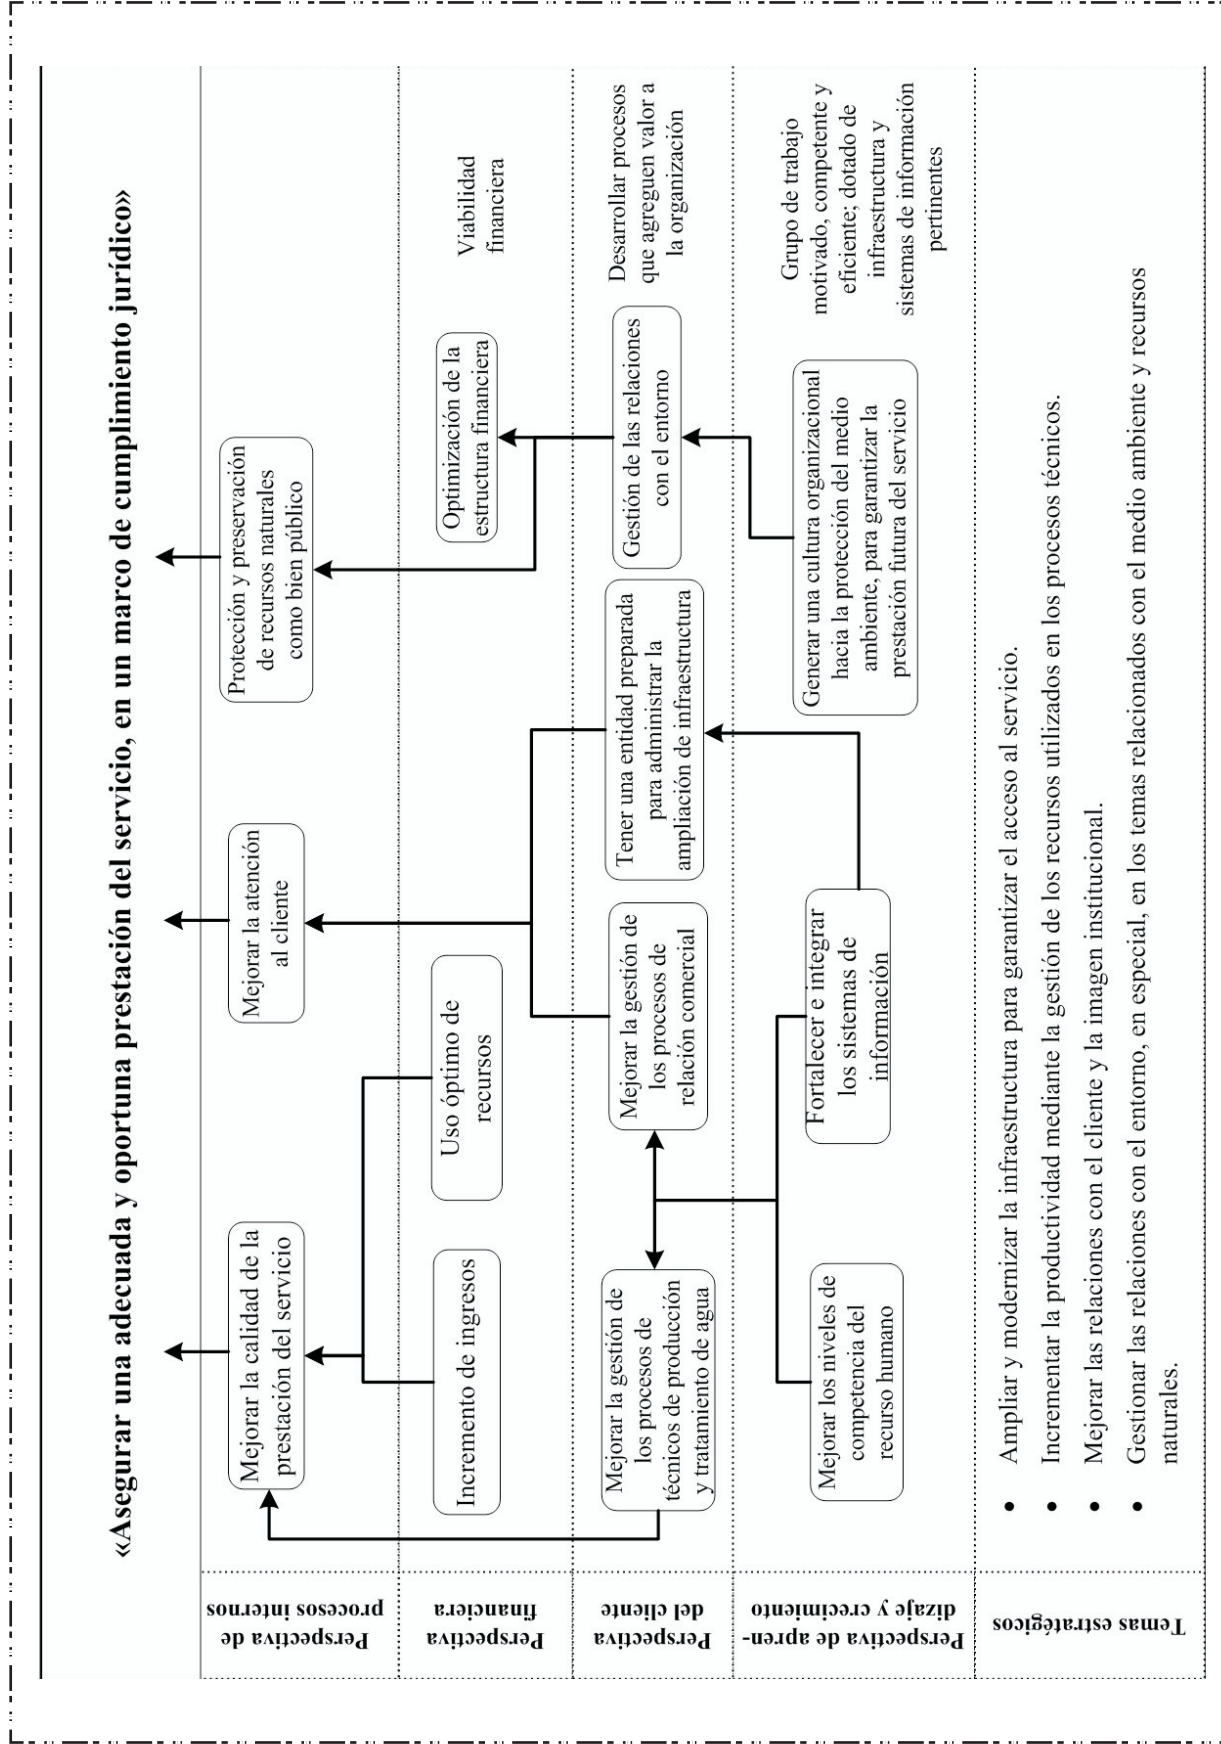 «Asegurar una adecuada y oportuna prestación del servicio, en un marco de cumplimiento jurídico»
Perspectiva de
procesos internos
Mejorar la calidad de la
prestación del servicio
Mejorar la atención
al cliente
Protección y preservación
de recursos naturales
como bien público
Perspectiva
financiera
Incremento de ingresos
Uso óptimo de
recursos
Optimización de la
estructura financiera
Viabilidad
financiera
Perspectiva
del cliente
Mejorar la gestión de
los procesos de
técnicos de producción
y tratamiento de agua
Mejorar la gestión de
los procesos de
relación comercial
Tener una entidad preparada
para administrar la
ampliación de infraestructura
Gestión de las relaciones
con el entorno
Desarrollar procesos
que agreguen valor a
la organización
Perspectiva de apren-
dizaje y crecimiento
Mejorar los niveles de
competencia del
recurso humano
Fortalecer e integrar
los sistemas de
información
Generar una cultura organizacional
hacia la protección del medio
ambiente, para garantizar la
prestación futura del servicio
Grupo de trabajo
motivado, competente y
eficiente; dotado de
infraestructura y
sistemas de información
pertinentes
Temas estratégicos
• Ampliar y modernizar la infraestructura para garantizar el acceso al servicio.
• Incrementar la productividad mediante la gestión de los recursos utilizados en los procesos técnicos.
• Mejorar las relaciones con el cliente y la imagen institucional.
• Gestionar las relaciones con el entorno, en especial, en los temas relacionados con el medio ambiente y recursos
naturales.